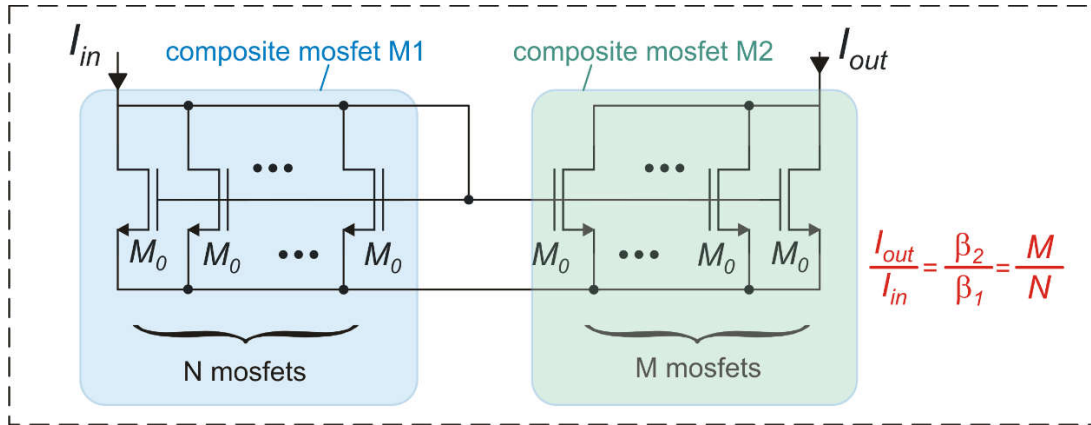 I_in
composite mosfet M1
composite mosfet M2
I_out
M_0 M_0 M_0 M_0 M_0 M_0
I_out / I_in = β_2 / β_1 = M / N
N mosfets
M mosfets